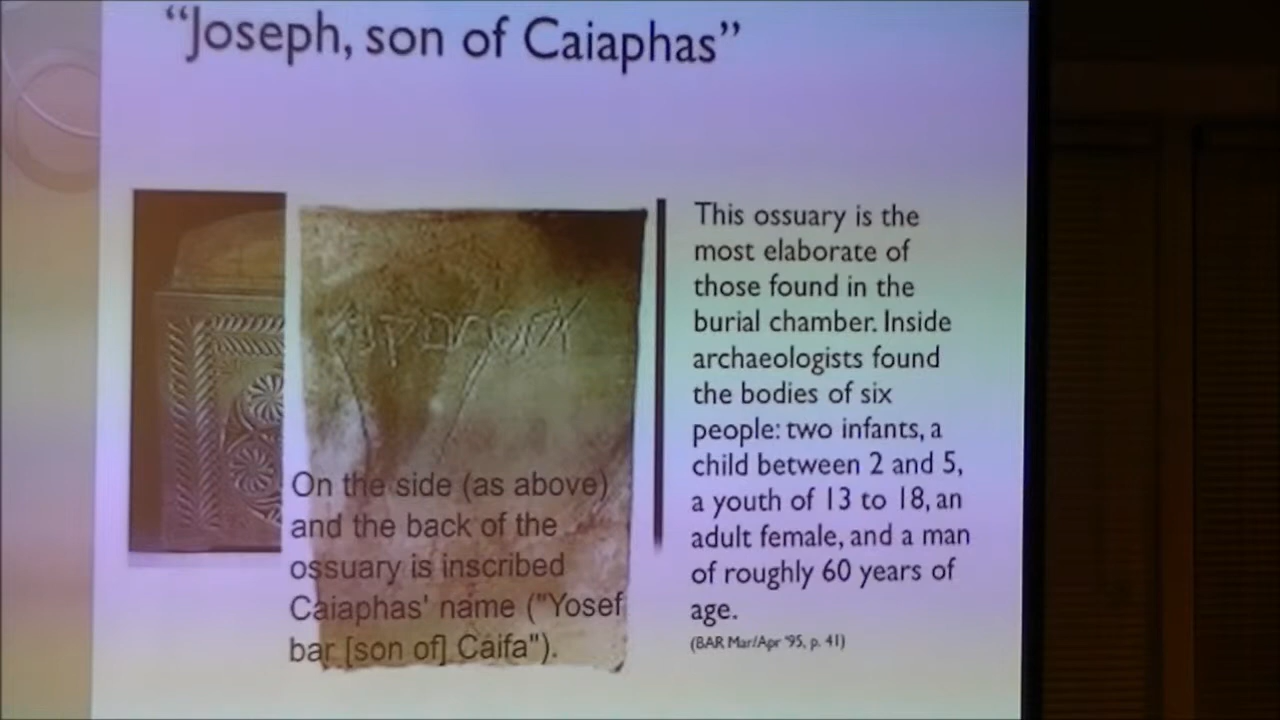 “Joseph, son of Caiaphas”
On the side (as above)
and the back of the
ossuary is inscribed
Caiaphas' name ("Yosef
bar [son of] Caifa").
This ossuary is the
most elaborate of
those found in the
burial chamber. Inside
archaeologists found
the bodies of six
people: two infants, a
child between 2 and 5,
a youth of 13 to 18, an
adult female, and a man
of roughly 60 years of
age.
(BAR Mar/Apr '95, p. 41)